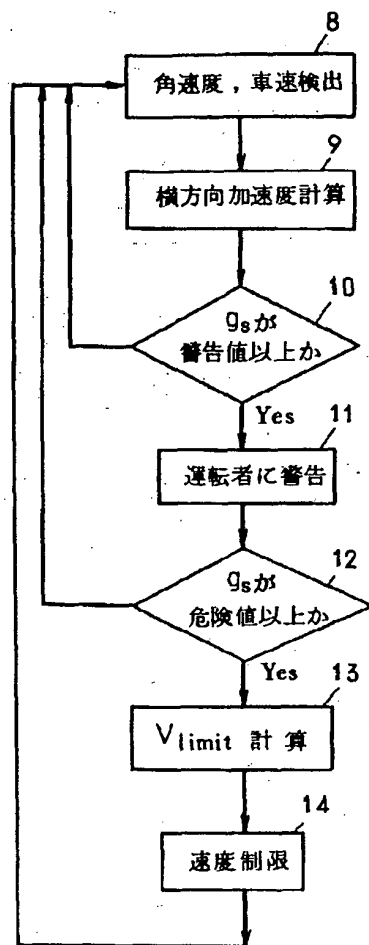 8
角速度，車速検出
9
横方向加速度計算
10
gsが
警告値以上か
Yes
11
運転者に警告
12
gsが
危険値以上か
Yes
13
Vlimit 計算
14
速度制限